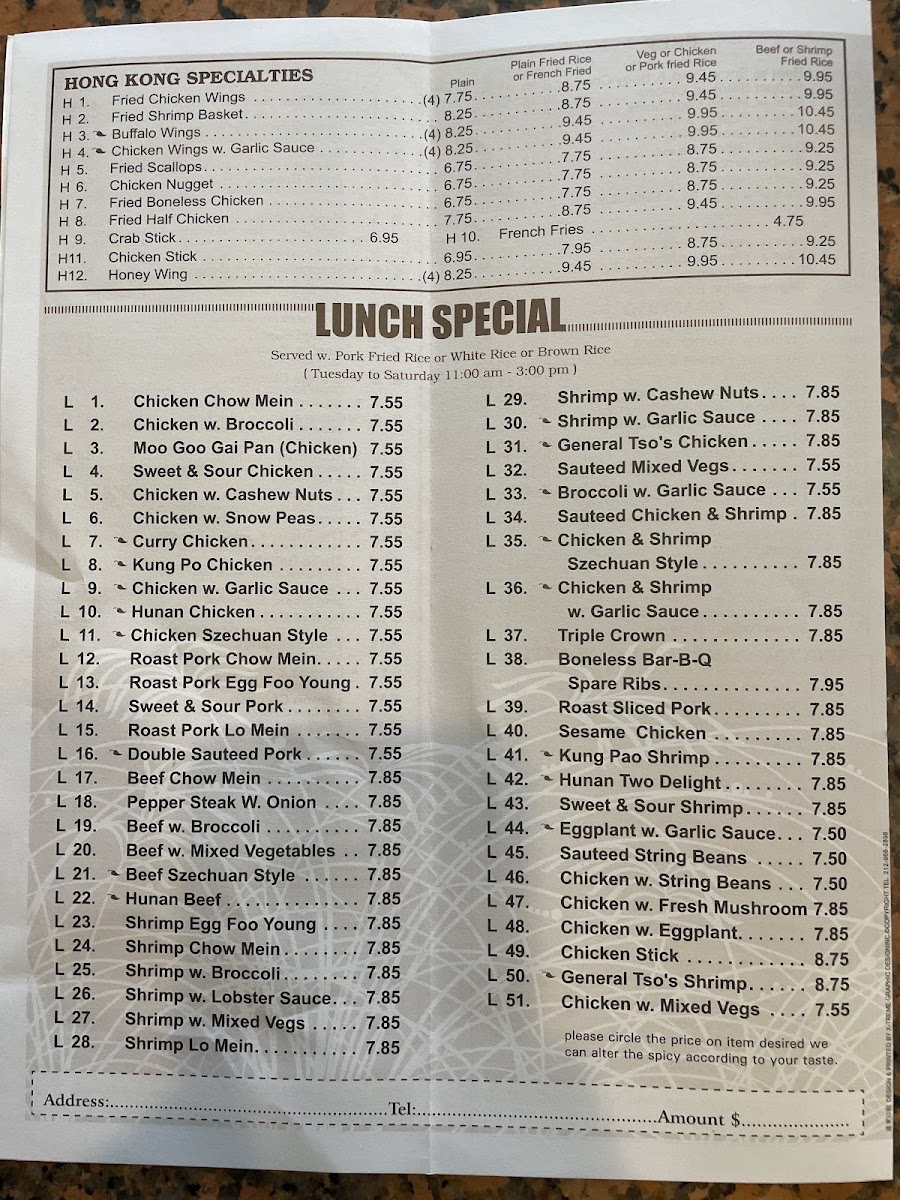 HONG KONG SPECIALTIES
Plain
Plain Fried Rice
or French Fried
Veg or Chicken
or Pork fried Rice
Beef or Shrimp
Fried Rice
H 1. Fried Chicken Wings (4) 7.75 8.75 9.45 9.95
H 2. Fried Shrimp Basket 8.25 8.75 9.45 9.95
H 3. Buffalo Wings (4) 8.25 9.45 9.95 10.45
H 4. Chicken Wings w. Garlic Sauce (4) 8.25 9.45 9.95 10.45
H 5. Fried Scallops 6.75 7.75 8.75 9.25
H 6. Chicken Nugget 6.75 7.75 8.75 9.25
H 7. Fried Boneless Chicken 6.75 7.75 8.75 9.25
H 8. Fried Half Chicken 7.75 8.75 9.45 9.95
H 9. Crab Stick 6.95 H 10. French Fries 4.75
H11. Chicken Stick 6.95 7.95 8.75 9.25
H12. Honey Wing (4) 8.25 9.45 9.95 10.45
LUNCH SPECIAL
Served w. Pork Fried Rice or White Rice or Brown Rice
( Tuesday to Saturday 11:00 am - 3:00 pm )
L 1. Chicken Chow Mein 7.55
L 2. Chicken w. Broccoli 7.55
L 3. Moo Goo Gai Pan (Chicken) 7.55
L 4. Sweet & Sour Chicken 7.55
L 5. Chicken w. Cashew Nuts 7.55
L 6. Chicken w. Snow Peas 7.55
L 7. Curry Chicken 7.55
L 8. Kung Po Chicken 7.55
L 9. Chicken w. Garlic Sauce 7.55
L 10. Hunan Chicken 7.55
L 11. Chicken Szechuan Style 7.55
L 12. Roast Pork Chow Mein 7.55
L 13. Roast Pork Egg Foo Young 7.55
L 14. Sweet & Sour Pork 7.55
L 15. Roast Pork Lo Mein 7.55
L 16. Double Sauteed Pork 7.55
L 17. Beef Chow Mein 7.85
L 18. Pepper Steak W. Onion 7.85
L 19. Beef w. Broccoli 7.85
L 20. Beef w. Mixed Vegetables 7.85
L 21. Beef Szechuan Style 7.85
L 22. Hunan Beef 7.85
L 23. Shrimp Egg Foo Young 7.85
L 24. Shrimp Chow Mein 7.85
L 25. Shrimp w. Broccoli 7.85
L 26. Shrimp w. Lobster Sauce 7.85
L 27. Shrimp w. Mixed Vegs 7.85
L 28. Shrimp Lo Mein 7.85
L 29. Shrimp w. Cashew Nuts 7.85
L 30. Shrimp w. Garlic Sauce 7.85
L 31. General Tso's Chicken 7.85
L 32. Sauteed Mixed Vegs 7.55
L 33. Broccoli w. Garlic Sauce 7.55
L 34. Sauteed Chicken & Shrimp 7.85
L 35. Chicken & Shrimp
Szechuan Style 7.85
L 36. Chicken & Shrimp
w. Garlic Sauce 7.85
L 37. Triple Crown 7.85
L 38. Boneless Bar-B-Q
Spare Ribs 7.95
L 39. Roast Sliced Pork 7.85
L 40. Sesame Chicken 7.85
L 41. Kung Pao Shrimp 7.85
L 42. Hunan Two Delight 7.85
L 43. Sweet & Sour Shrimp 7.85
L 44. Eggplant w. Garlic Sauce 7.50
L 45. Sauteed String Beans 7.50
L 46. Chicken w. String Beans 7.50
L 47. Chicken w. Fresh Mushroom 7.85
L 48. Chicken w. Eggplant 7.85
L 49. Chicken Stick 8.75
L 50. General Tso's Shrimp 8.75
L 51. Chicken w. Mixed Vegs 7.55
please circle the price on item desired we
can alter the spicy according to your taste.
Address: Tel: Amount $
DESIGN & PRINTED BY X-TREME GRAPHIC